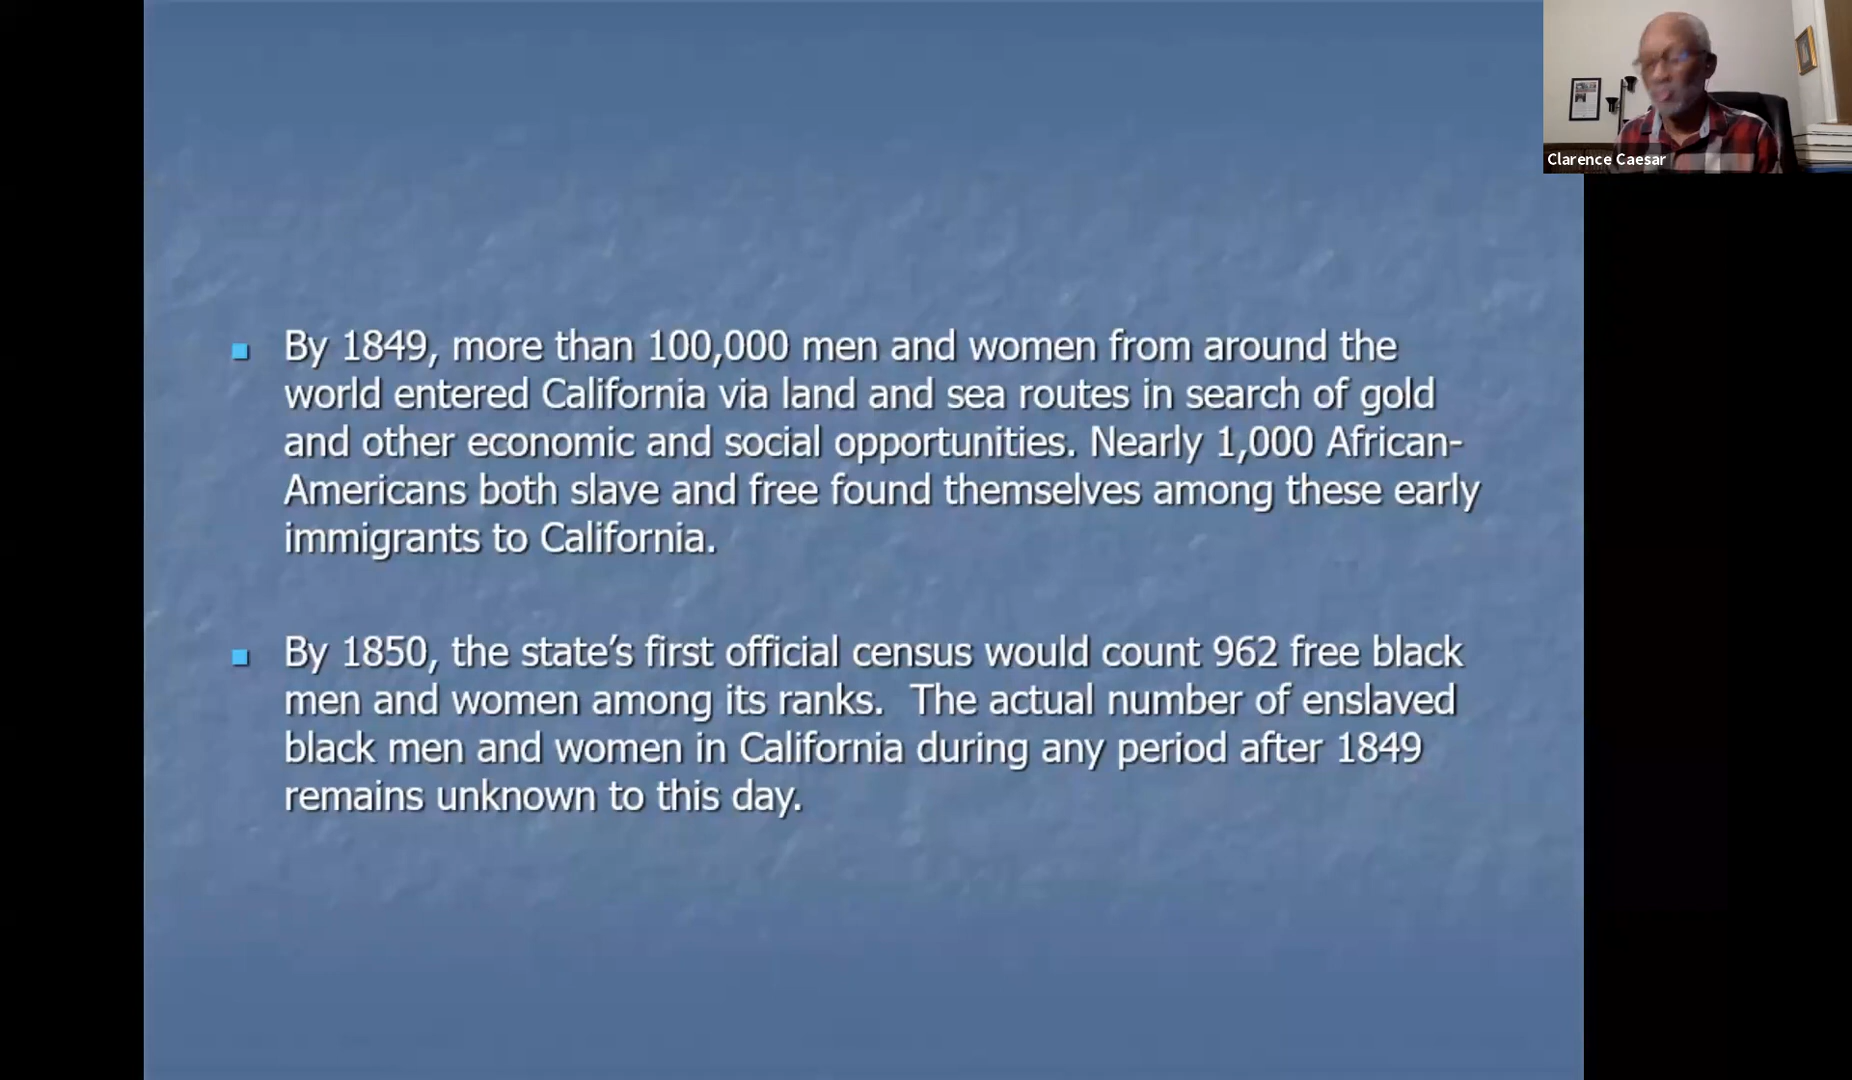 By 1849, more than 100,000 men and women from around the
world entered California via land and sea routes in search of gold
and other economic and social opportunities. Nearly 1,000 African-
Americans both slave and free found themselves among these early
immigrants to California.
By 1850, the state’s first official census would count 962 free black
men and women among its ranks.  The actual number of enslaved
black men and women in California during any period after 1849
remains unknown to this day.
Clarence Caesar